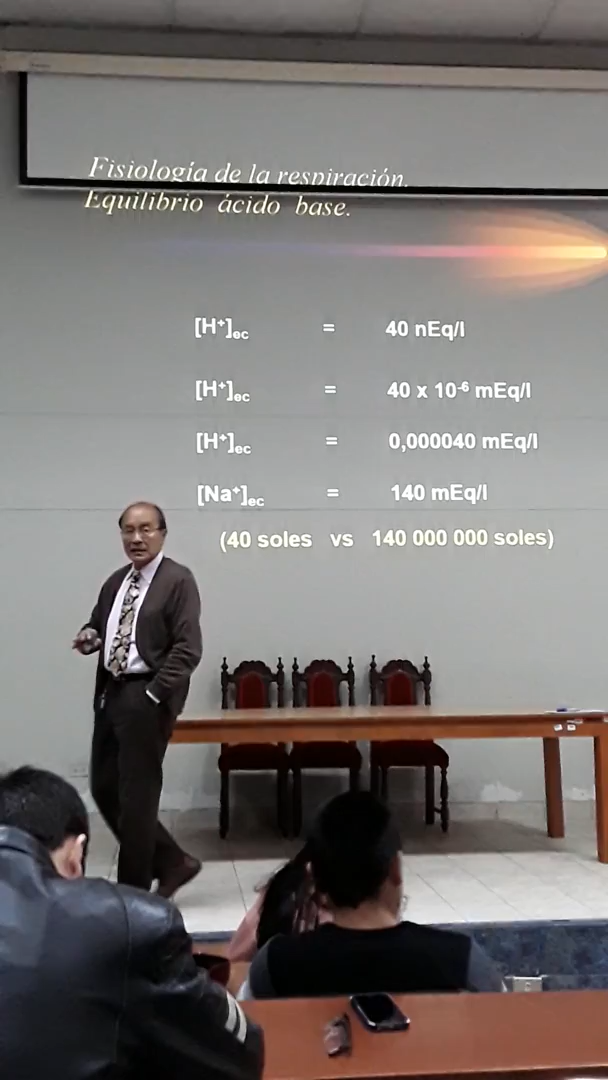 Fisiología de la respiración.
Equilibrio ácido base.
[H⁺]ec = 40 nEq/l
[H⁺]ec = 40 x 10⁻⁶ mEq/l
[H⁺]ec = 0,000040 mEq/l
[Na⁺]ec = 140 mEq/l
(40 soles vs 140 000 000 soles)